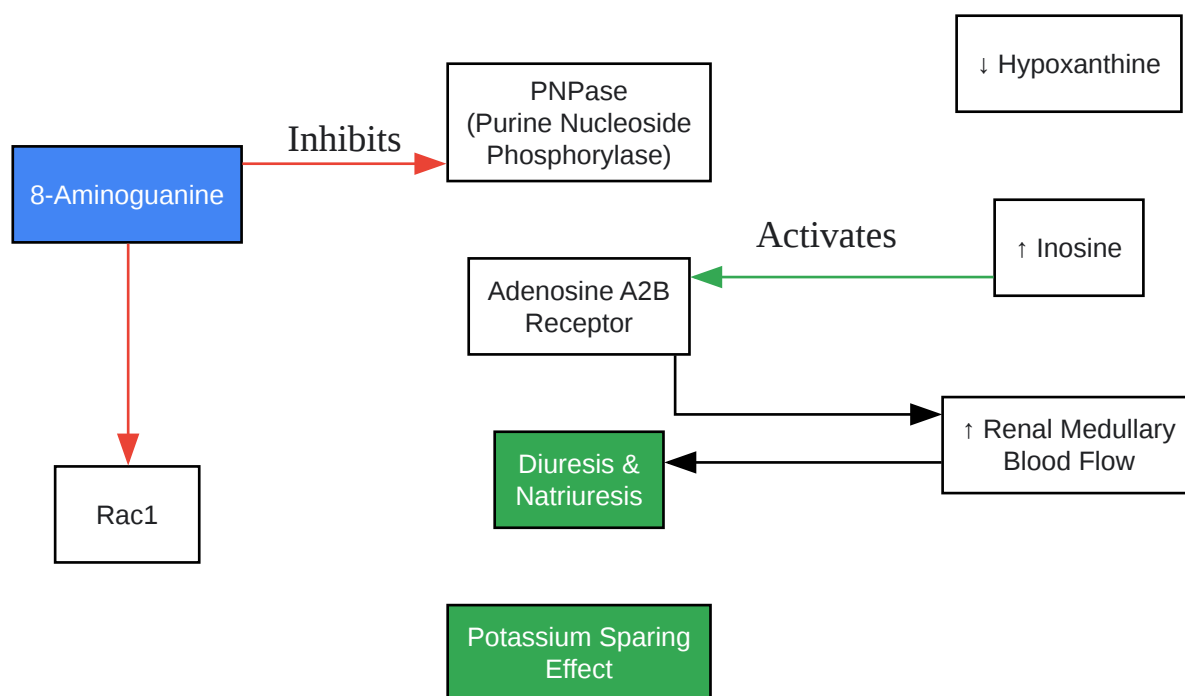 ↓ Hypoxanthine
PNPase
(Purine Nucleoside
Phosphorylase)
Inhibits
8-Aminoguanine
Activates
↑ Inosine
Adenosine A2B
Receptor
↑ Renal Medullary
Blood Flow
Diuresis &
Natriuresis
Rac1
Potassium Sparing
Effect